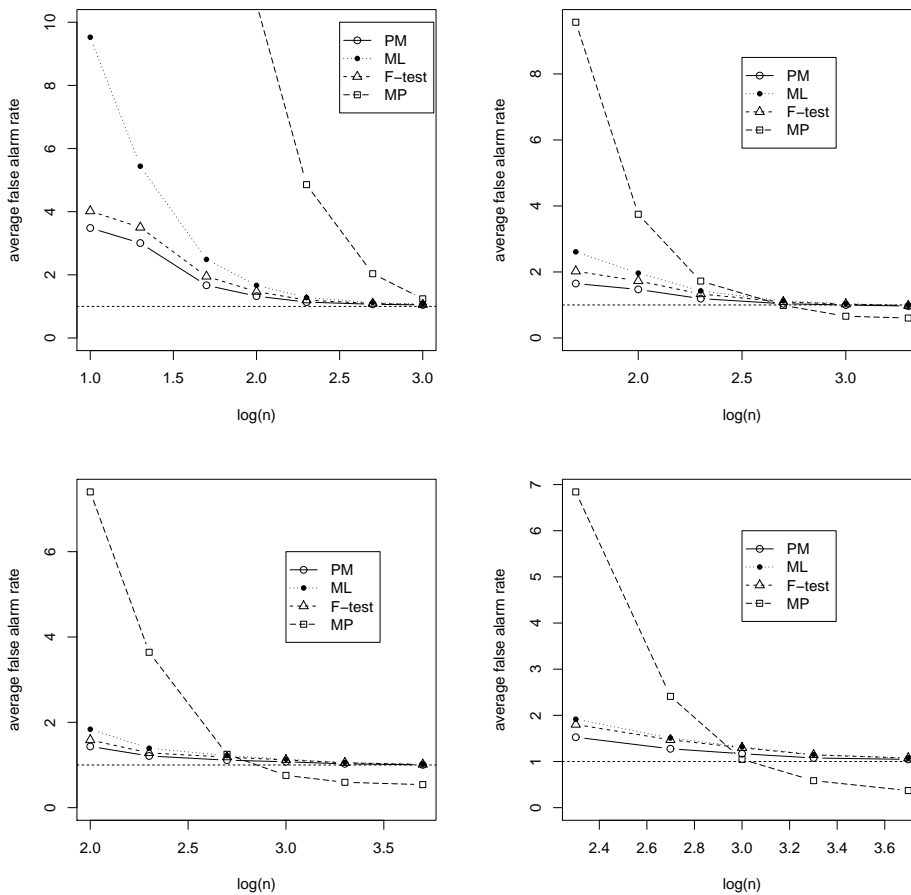 average false alarm rate
10
8
6
4
2
0
PM
ML
F−test
MP
1.0 1.5 2.0 2.5 3.0
log(n)
average false alarm rate
8
6
4
2
0
PM
ML
F−test
MP
2.0 2.5 3.0
log(n)
average false alarm rate
6
4
2
0
PM
ML
F−test
MP
2.0 2.5 3.0 3.5
log(n)
average false alarm rate
7
6
5
4
3
2
1
0
PM
ML
F−test
MP
2.4 2.6 2.8 3.0 3.2 3.4 3.6
log(n)